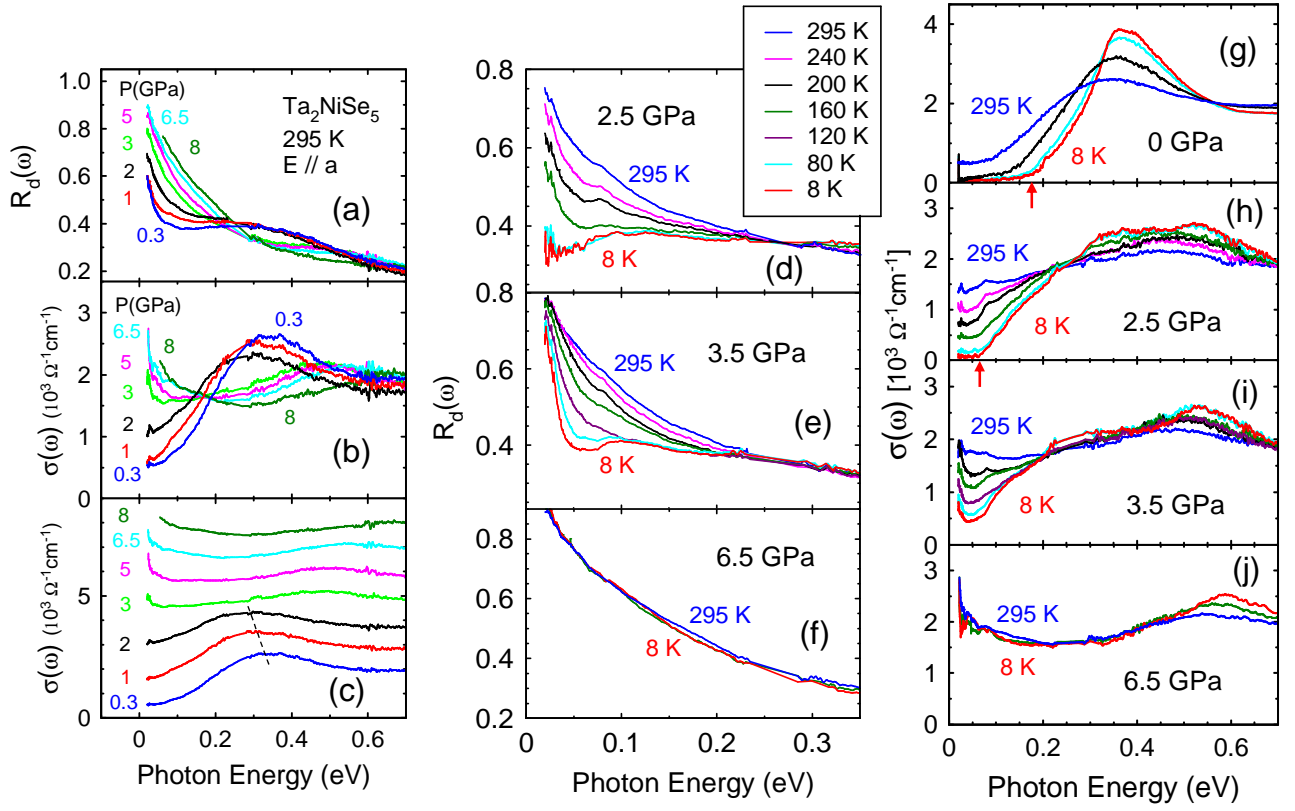 P(GPa)
6.5
5
3
8
2
1
0.3
Ta₂NiSe₅
295 K
E // a
(a)
1.0
0.8
0.6
0.4
0.2
R_d(ω)
P(GPa)
6.5
8
5
3
2
1
0.3
0.3
8
(b)
3
2
1
0
σ(ω) (10³ Ω⁻¹cm⁻¹)
8
6.5
5
3
2
1
0.3
(c)
5
0
σ(ω) (10³ Ω⁻¹cm⁻¹)
0
0.2
0.4
0.6
Photon Energy (eV)
295 K
240 K
200 K
160 K
120 K
80 K
8 K
2.5 GPa
295 K
8 K
(d)
0.8
0.6
0.4
3.5 GPa
295 K
8 K
(e)
0.8
0.6
0.4
R_d(ω)
6.5 GPa
295 K
8 K
(f)
0.8
0.6
0.4
0.2
0
0.1
0.2
0.3
Photon Energy (eV)
(g)
295 K
8 K
0 GPa
4
2
0
(h)
295 K
8 K
2.5 GPa
3
2
1
0
(i)
295 K
8 K
3.5 GPa
3
2
1
0
σ(ω) [10³ Ω⁻¹cm⁻¹]
(j)
295 K
8 K
6.5 GPa
3
2
1
0
0
0.2
0.4
0.6
Photon Energy (eV)